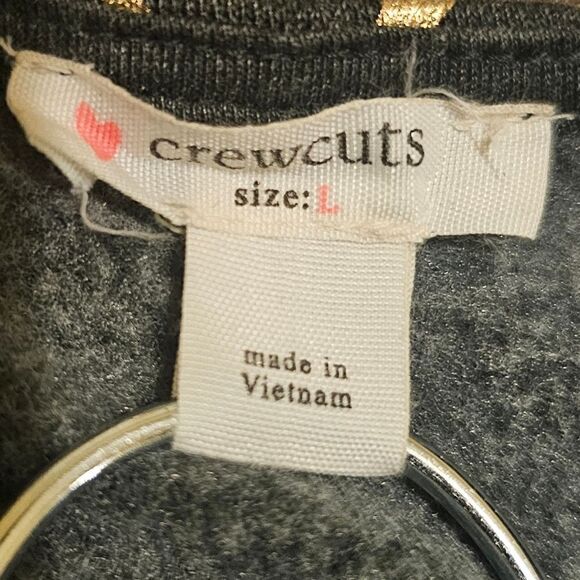 crewcuts
size: L
made in
Vietnam